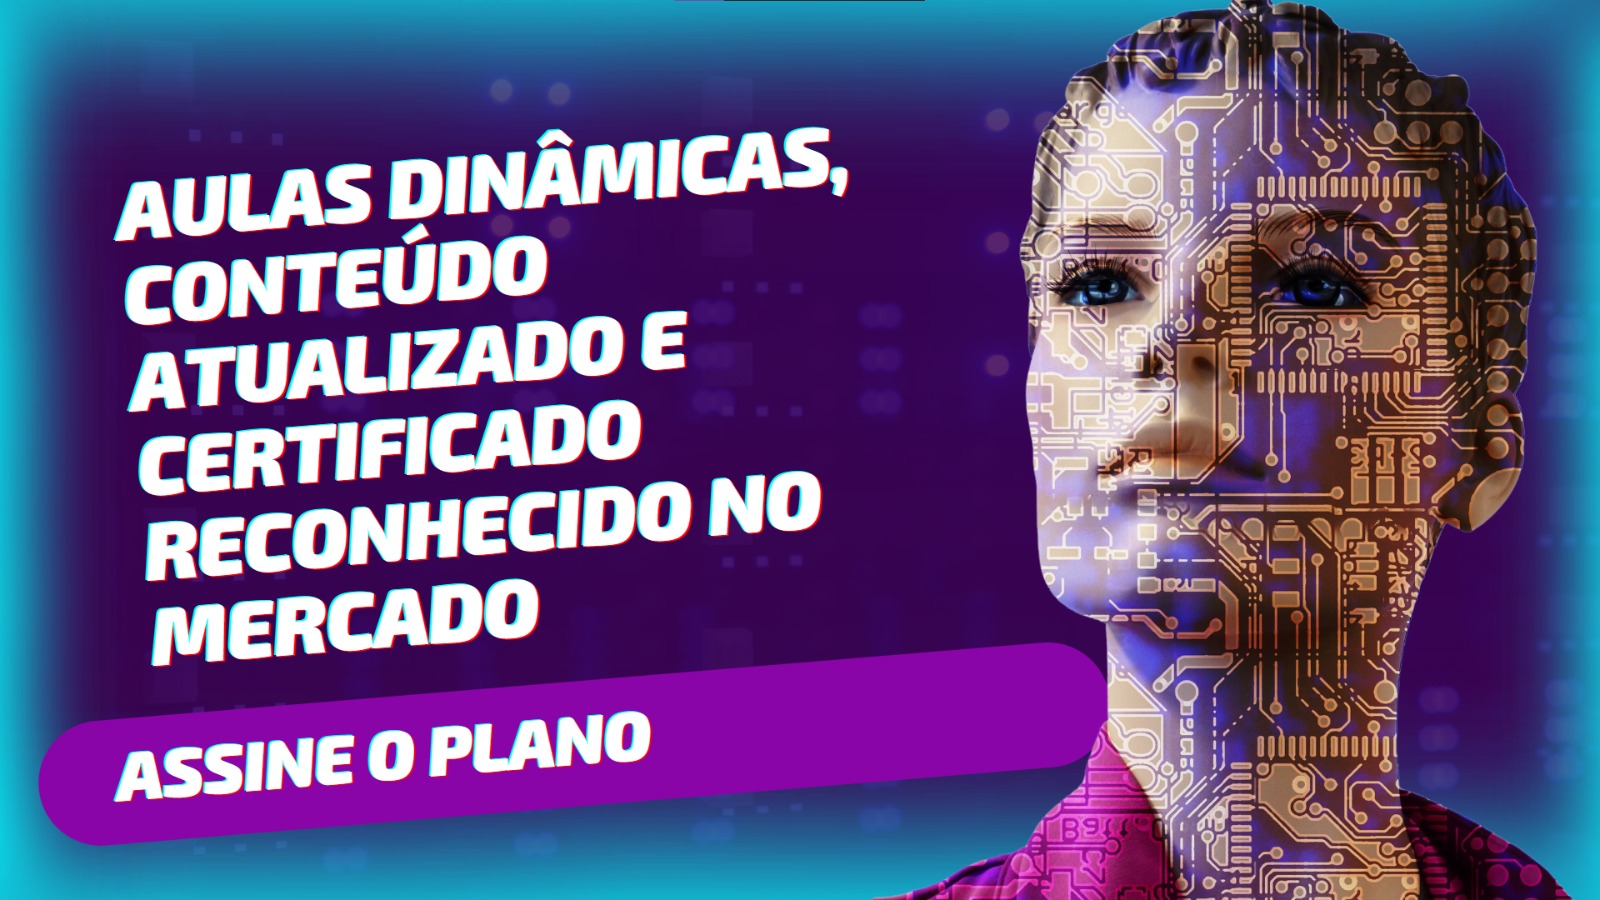 AULAS DINÂMICAS,
CONTEÚDO
ATUALIZADO E
CERTIFICADO
RECONHECIDO NO
MERCADO
ASSINE O PLANO